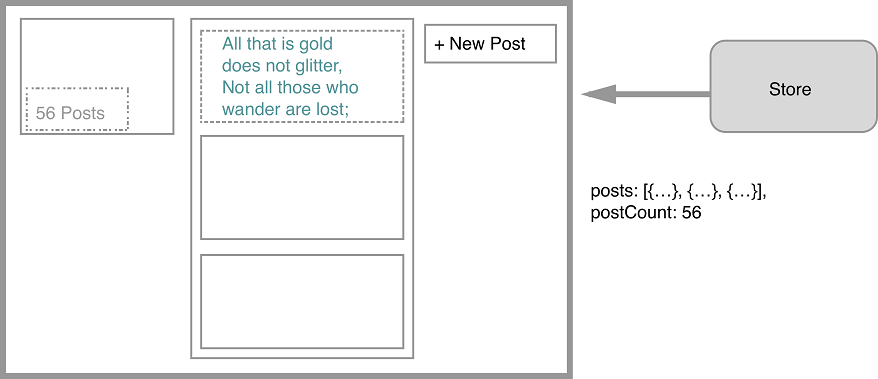 All that is gold
does not glitter,
Not all those who
wander are lost;
+ New Post
56 Posts
Store
posts: [{…}, {…}, {…}],
postCount: 56